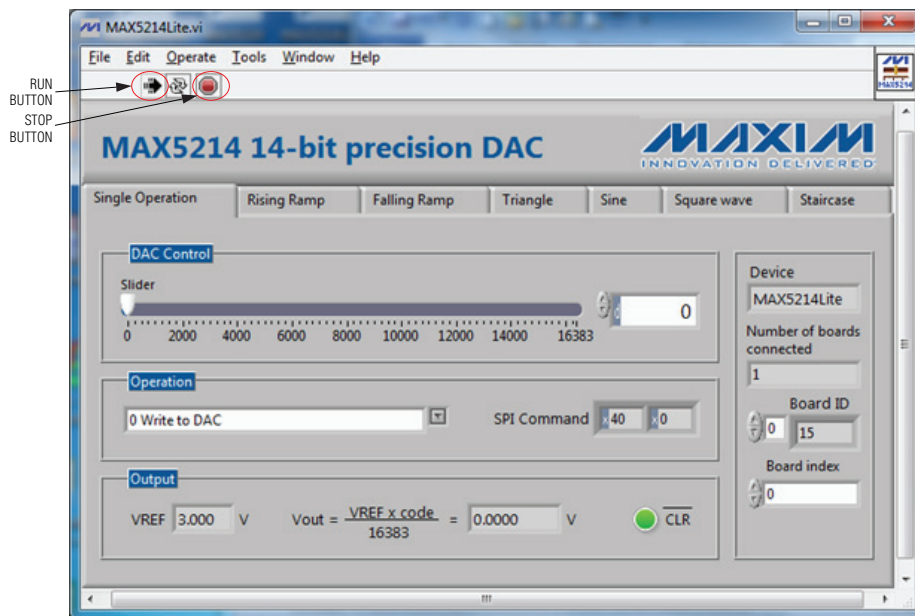 MAX5214Lite.vi
File Edit Operate Tools Window Help
RUN
BUTTON
STOP
BUTTON
MAX5214
MAX5214 14-bit precision DAC
MAXIM
INNOVATION DELIVERED
Single Operation Rising Ramp Falling Ramp Triangle Sine Square wave Staircase
DAC Control
Slider
0 2000 4000 6000 8000 10000 12000 14000 16383
d 0
Device
MAX5214Lite
Number of boards
connected
1
Board ID
0 15
Board index
0
Operation
0 Write to DAC
SPI Command x 40 x 0
Output
VREF 3.000 V Vout = VREF x code = 0.0000 V CLR
16383